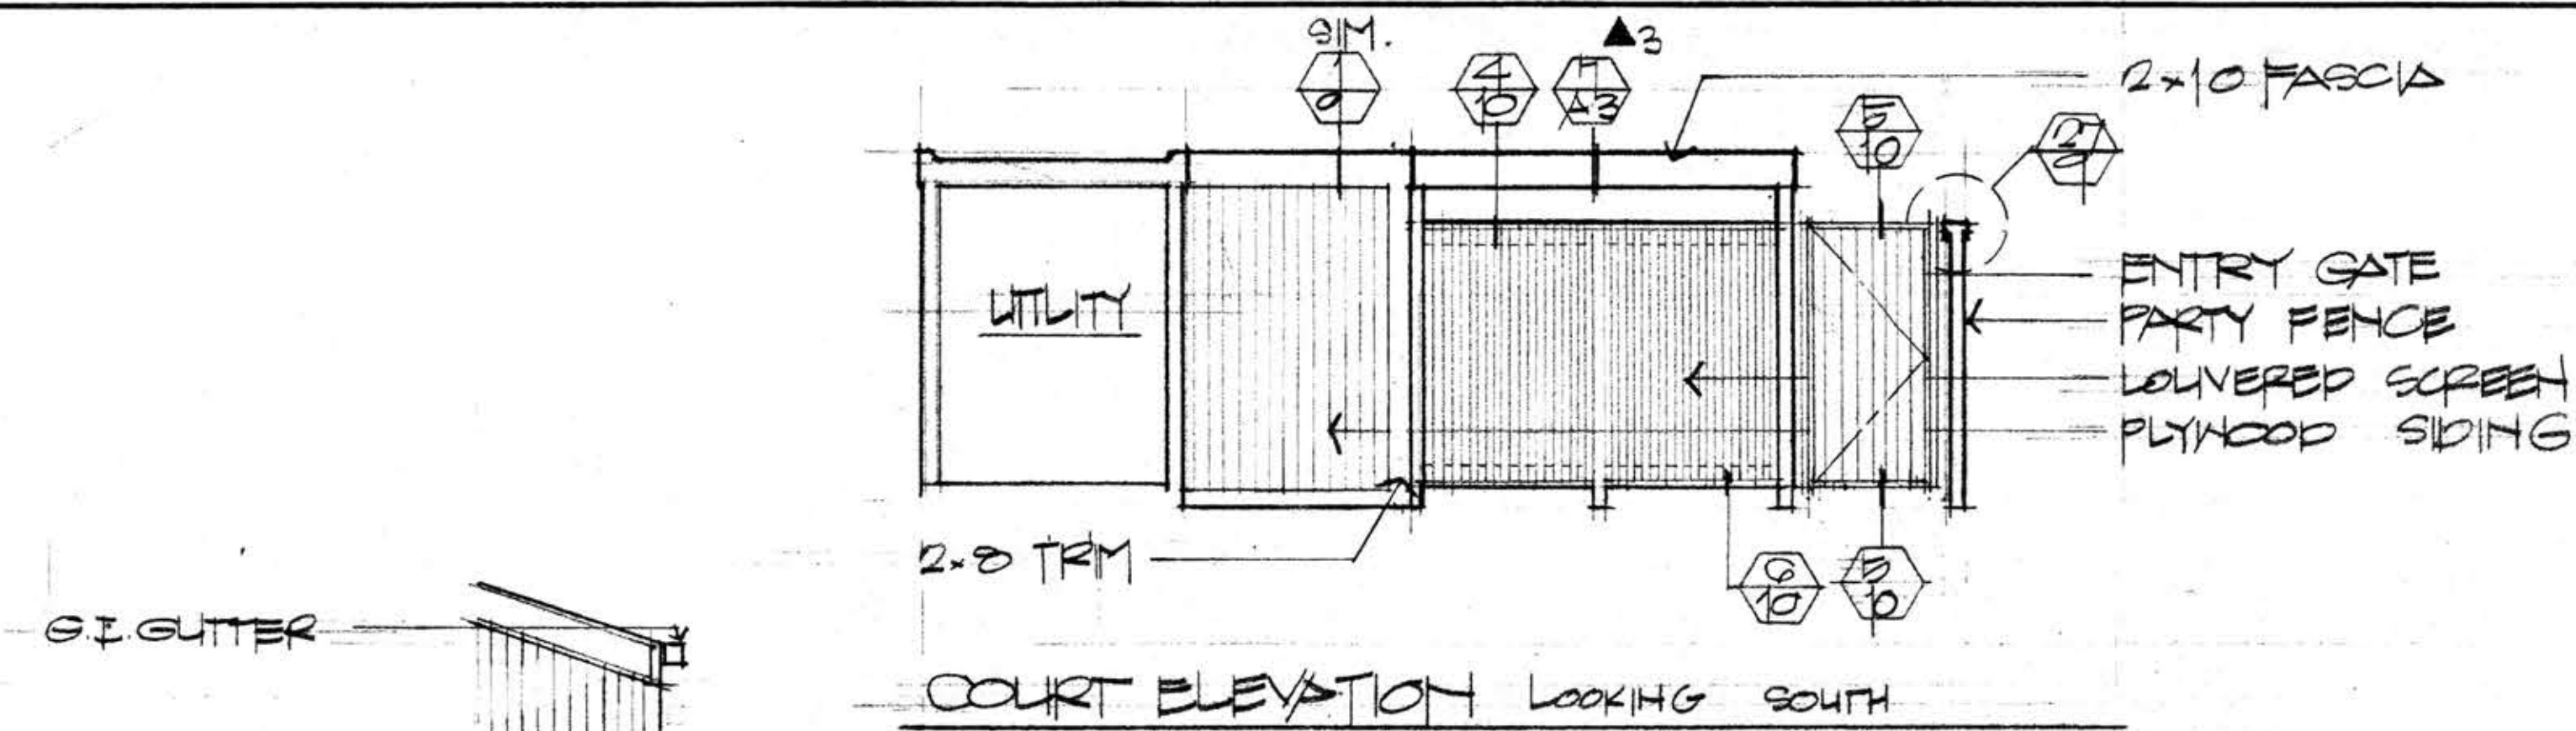 SIM.
3
1
9
4
10
H
A3
2x10 FASCIA
5
10
27
9
UTILITY
ENTRY GATE
PARTY FENCE
LOUVERED SCREEN
PLYWOOD SIDING
2x8 TRIM
6
10
5
10
G.I. GUTTER
COURT ELEVATION LOOKING SOUTH